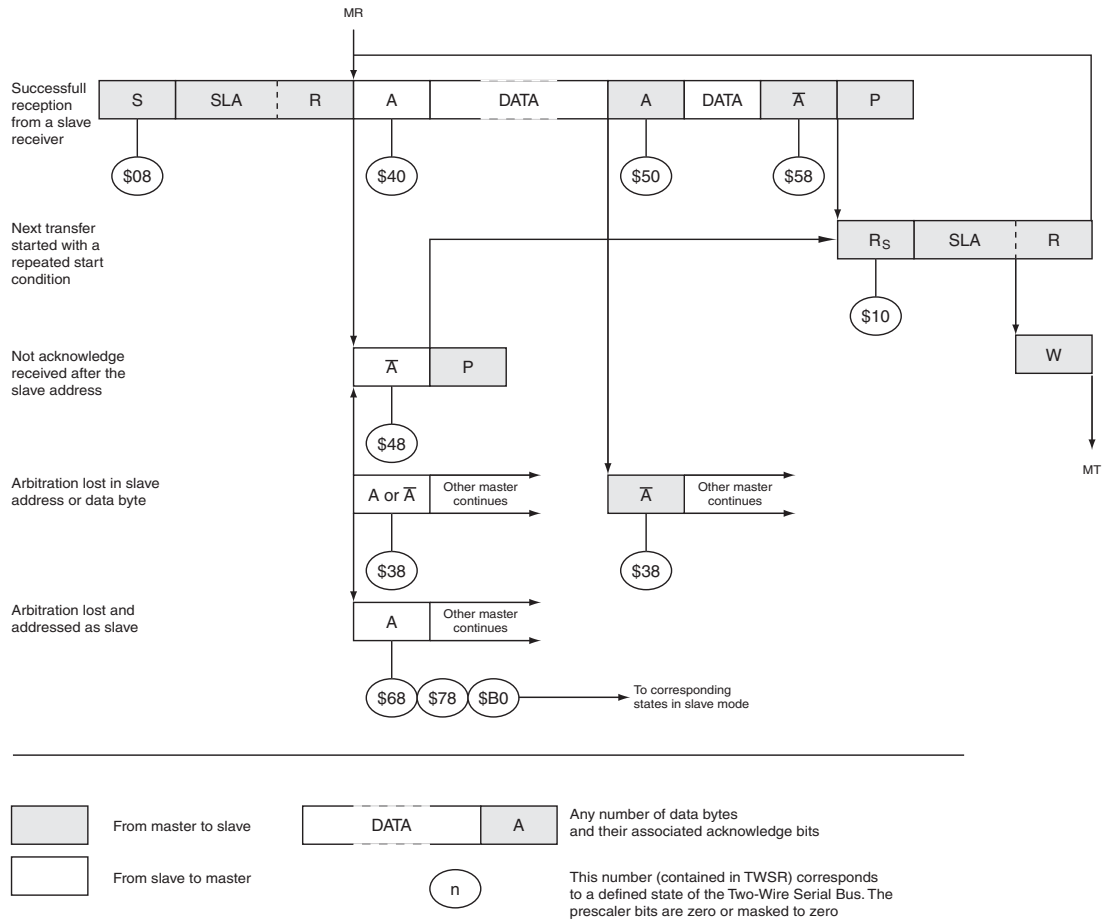 MR
Successfull
reception
from a slave
receiver
S SLA R A DATA A DATA A̅ P
$08 $40 $50 $58
Next transfer
started with a
repeated start
condition
RS SLA R
$10
Not acknowledge
received after the
slave address
A̅ P
W
$48
MT
Arbitration lost in slave
address or data byte
A or A̅ Other master
continues
A̅ Other master
continues
$38 $38
Arbitration lost and
addressed as slave
A Other master
continues
$68 $78 $B0 To corresponding
states in slave mode
From master to slave
DATA A
Any number of data bytes
and their associated acknowledge bits
From slave to master
n
This number (contained in TWSR) corresponds
to a defined state of the Two-Wire Serial Bus. The
prescaler bits are zero or masked to zero